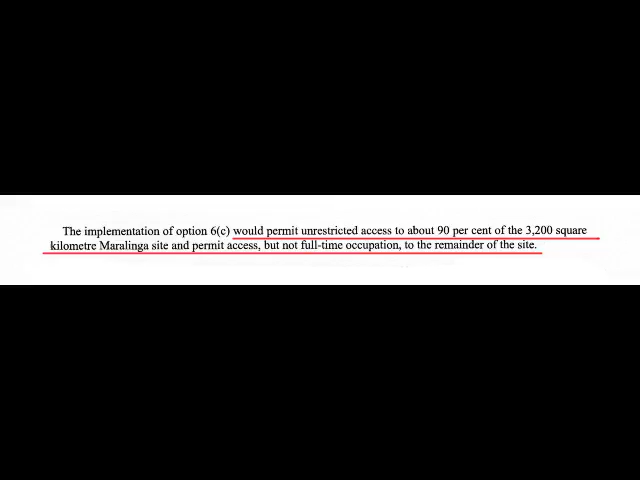 The implementation of option 6(c) would permit unrestricted access to about 90 per cent of the 3,200 square
kilometre Maralinga site and permit access, but not full-time occupation, to the remainder of the site.